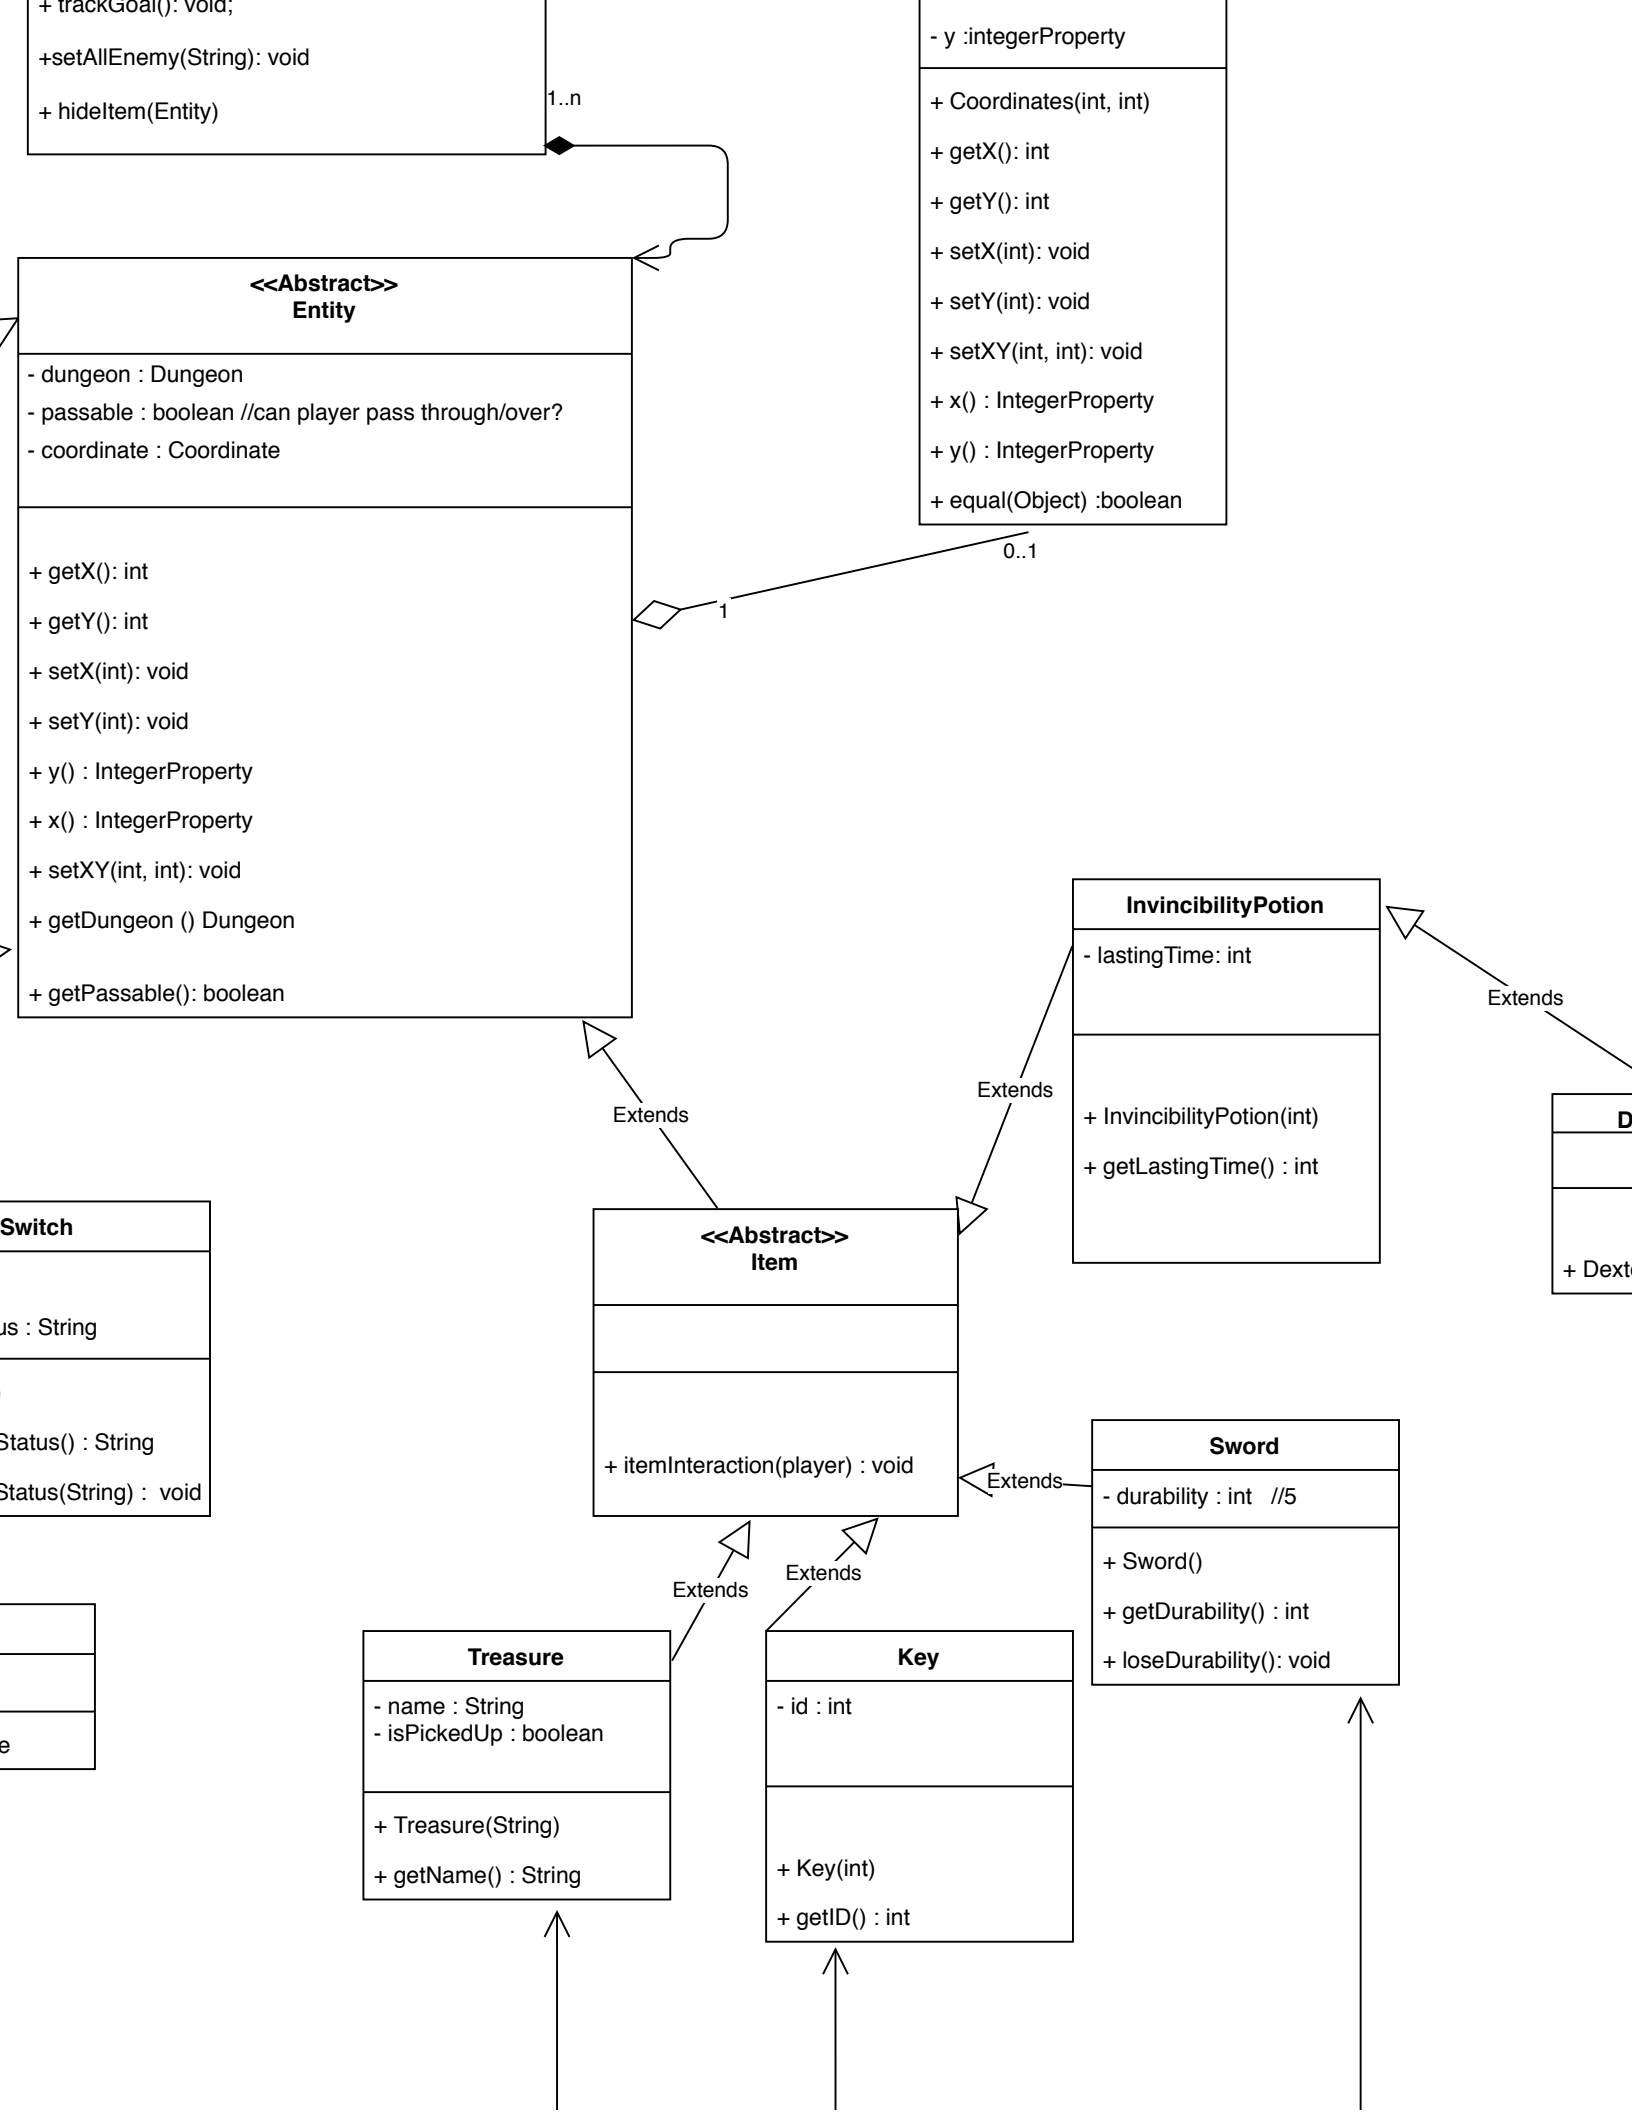 + trackGoal(): void;
+setAllEnemy(String): void
+ hideItem(Entity)
1..n
- y :integerProperty
+ Coordinates(int, int)
+ getX(): int
+ getY(): int
+ setX(int): void
+ setY(int): void
+ setXY(int, int): void
+ x() : IntegerProperty
+ y() : IntegerProperty
+ equal(Object) :boolean
0..1
1
<<Abstract>>
Entity
- dungeon : Dungeon
- passable : boolean //can player pass through/over?
- coordinate : Coordinate
+ getX(): int
+ getY(): int
+ setX(int): void
+ setY(int): void
+ y() : IntegerProperty
+ x() : IntegerProperty
+ setXY(int, int): void
+ getDungeon () Dungeon
+ getPassable(): boolean
Extends
InvincibilityPotion
- lastingTime: int
+ InvincibilityPotion(int)
+ getLastingTime() : int
Extends
Extends
D
+ Dext
Switch
us : String
Status() : String
Status(String) :  void
<<Abstract>>
Item
+ itemInteraction(player) : void
Extends
Sword
- durability : int   //5
+ Sword()
+ getDurability() : int
+ loseDurability(): void
Extends
Extends
e
Treasure
- name : String
- isPickedUp : boolean
+ Treasure(String)
+ getName() : String
Key
- id : int
+ Key(int)
+ getID() : int